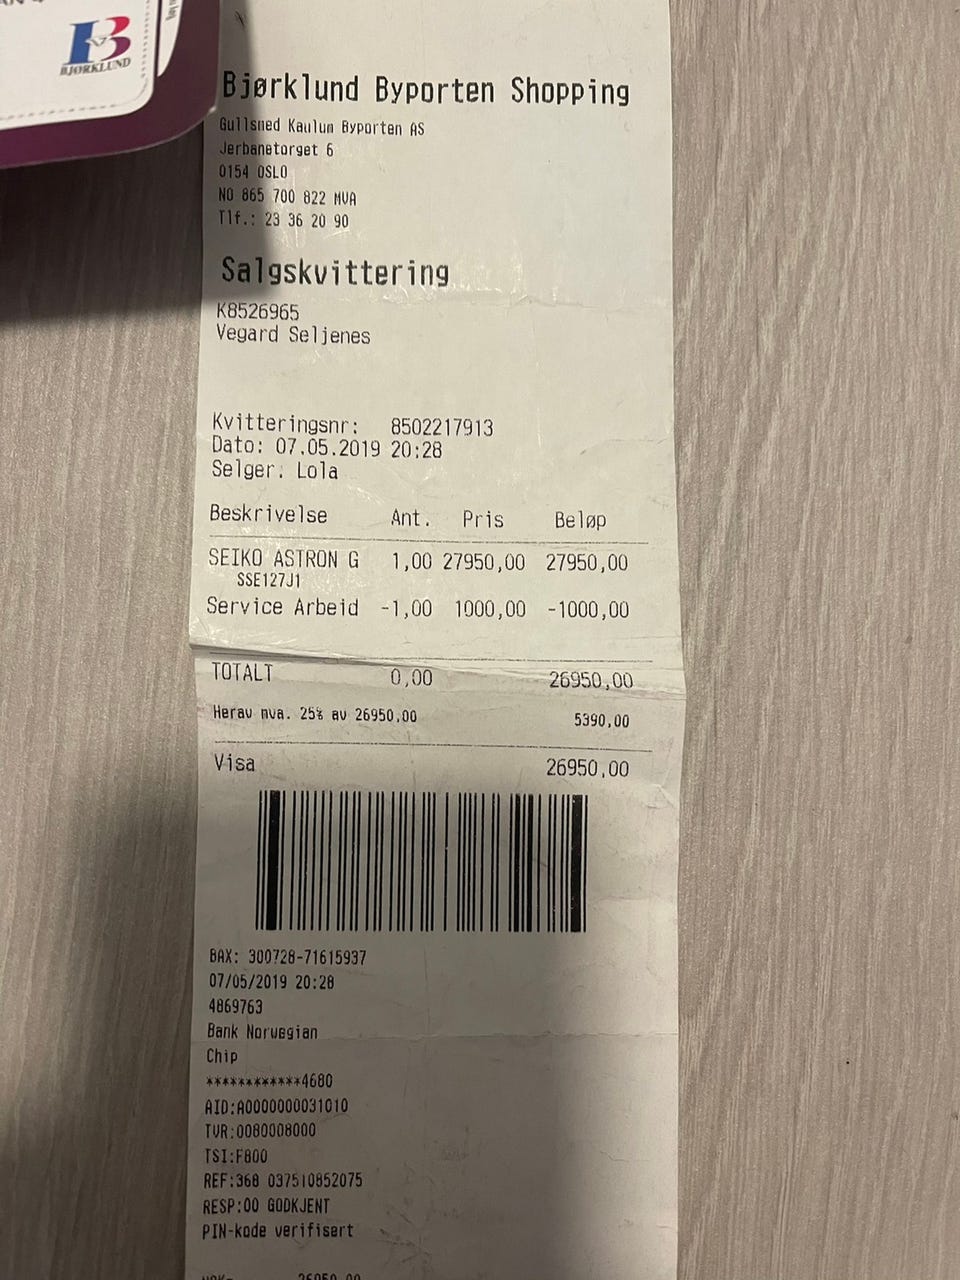 B
BJØRKLUND
Bjørklund Byporten Shopping
Gullsmed Kaulum Byporten AS
Jerbanetorget 6
0154 OSLO
NO 865 700 822 MVA
Tlf.: 23 36 20 90
Salgskvittering
K8526965
Vegard Seljenes
Kvitteringsnr: 8502217913
Dato: 07.05.2019 20:28
Selger: Lola
Beskrivelse Ant. Pris Beløp
SEIKO ASTRON G 1,00 27950,00 27950,00
SSE127J1
Service Arbeid -1,00 1000,00 -1000,00
TOTALT 0,00 26950,00
Herav mva. 25% av 26950,00 5390,00
Visa 26950,00
BAX: 300728-71615937
07/05/2019 20:28
4869763
Bank Norwegian
Chip
************4680
AID:A0000000031010
TVR:0080008000
TSI:F800
REF:368 037510852075
RESP:00 GODKJENT
PIN-kode verifisert
26950,00